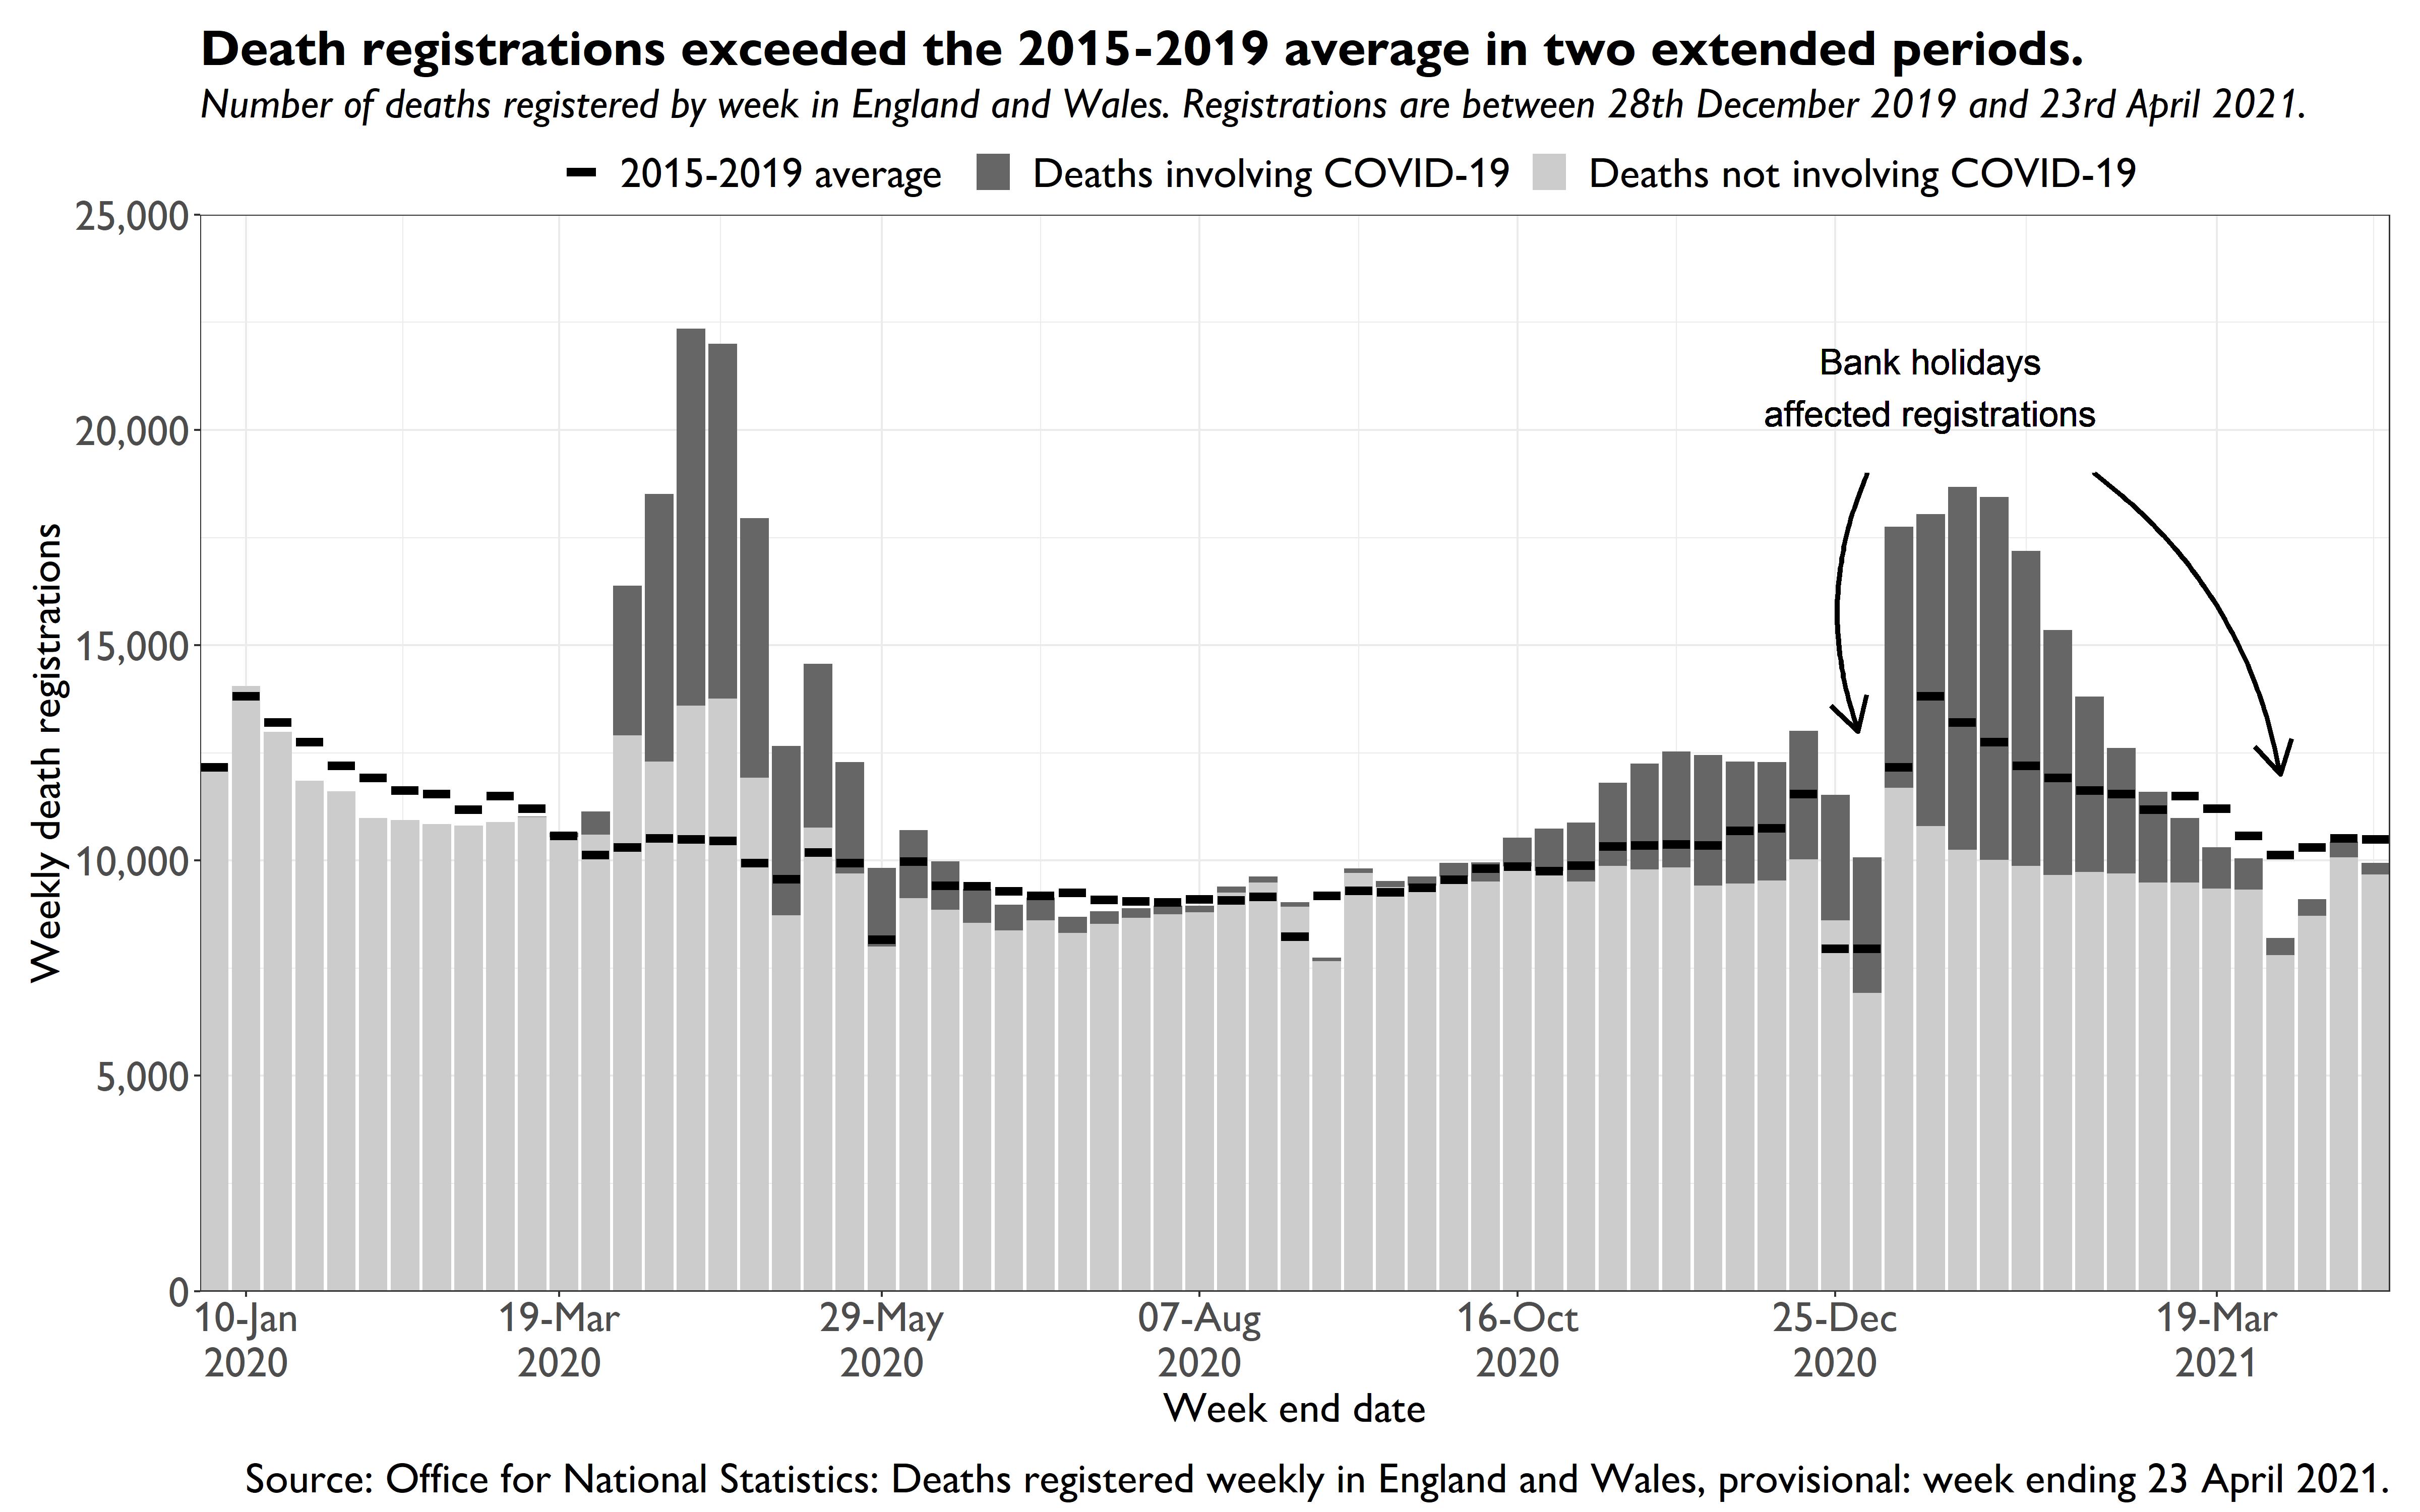 Death registrations exceeded the 2015-2019 average in two extended periods.
Number of deaths registered by week in England and Wales. Registrations are between 28th December 2019 and 23rd April 2021.
2015-2019 average Deaths involving COVID-19 Deaths not involving COVID-19
25,000
20,000
15,000
10,000
5,000
0
Weekly death registrations
Bank holidays
affected registrations
10-Jan 19-Mar 29-May 07-Aug 16-Oct 25-Dec 19-Mar
2020 2020 2020 2020 2020 2020 2021
Week end date
Source: Office for National Statistics: Deaths registered weekly in England and Wales, provisional: week ending 23 April 2021.